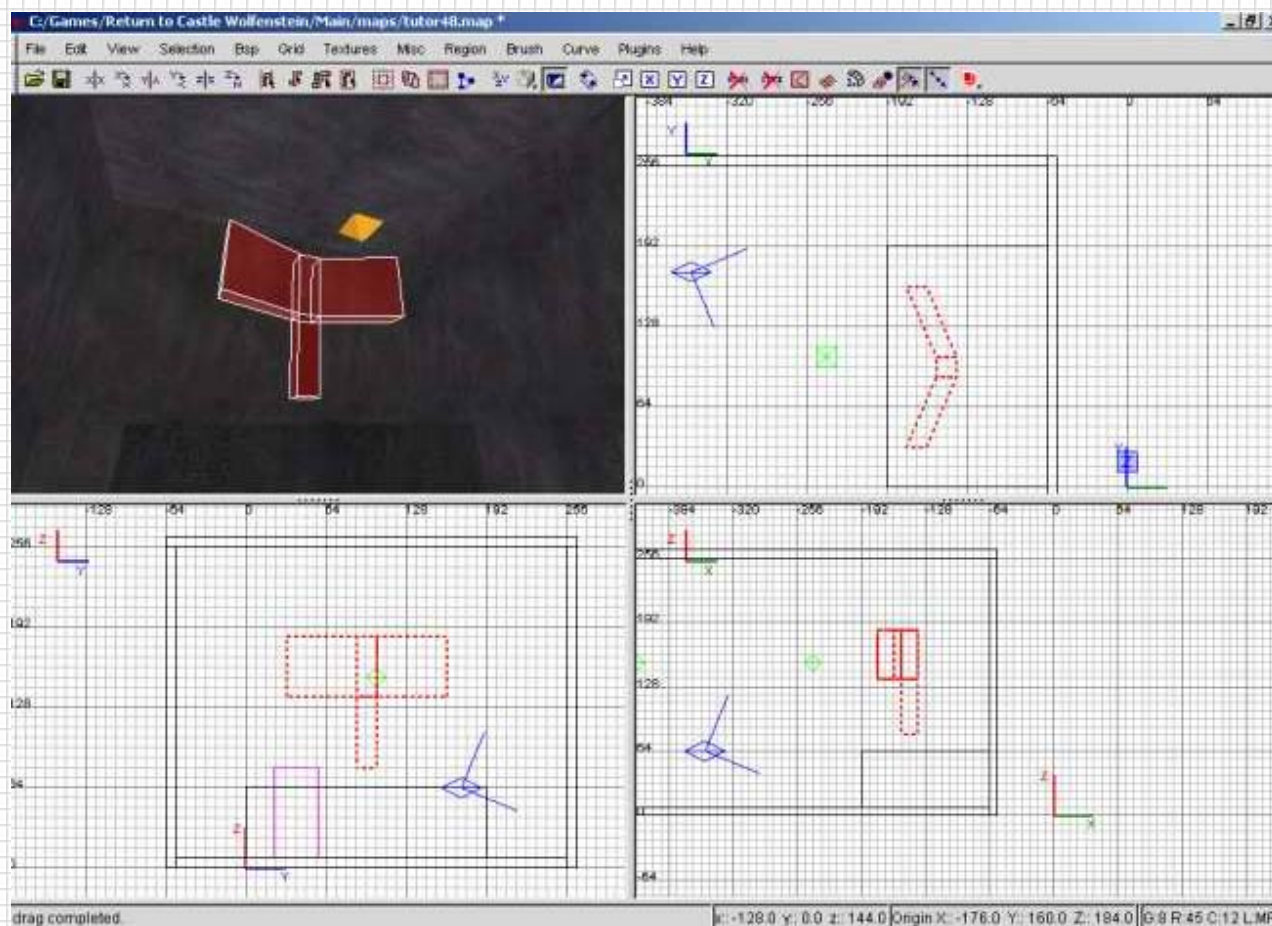 C:/Games/Return to Castle Wolfenstein/Main/maps/tutor48.map *
File Edit View Selection Bsp Grid Textures Misc Region Brush Curve Plugins Help
X Y Z
-384 -320 -256 -192 -128 -64 0 64
Y
256
192
128
64
0
Z
-128 -64 0 64 128 192 256
-384 -320 -256 -192 -128 -64 0 64 128 192
256
Z
Y
Z
X
192
128
64
Z
Y
192
128
64
0
Z
X
-64
drag completed.
x: -128.0 y: 0.0 z: 144.0 Origin X: -176.0 Y: 160.0 Z: 184.0 G:8 R:45 C:12 L:MR